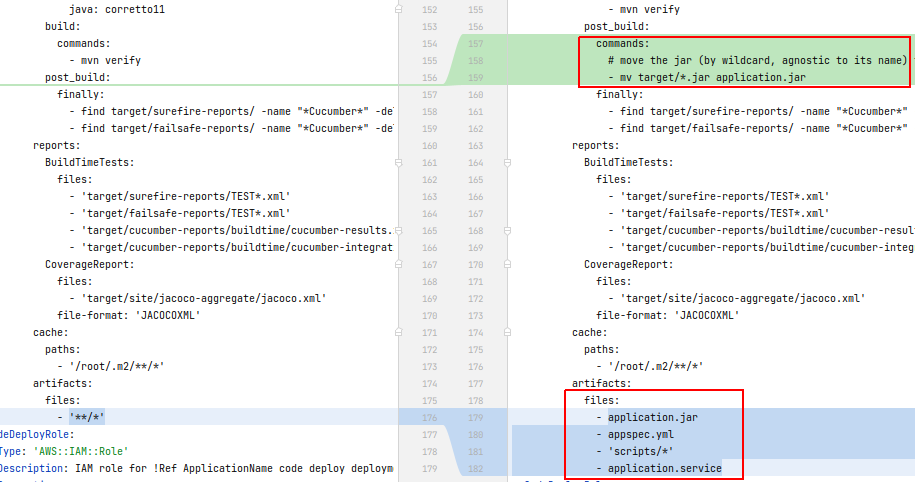 java: corretto11
build:
commands:
- mvn verify
post_build:
finally:
- find target/surefire-reports/ -name "*Cucumber*" -de
- find target/failsafe-reports/ -name "*Cucumber*" -de
reports:
BuildTimeTests:
files:
- 'target/surefire-reports/TEST*.xml'
- 'target/failsafe-reports/TEST*.xml'
- 'target/cucumber-reports/buildtime/cucumber-results.
- 'target/cucumber-reports/buildtime/cucumber-integrat
CoverageReport:
files:
- 'target/site/jacoco-aggregate/jacoco.xml'
file-format: 'JACOCOXML'
cache:
paths:
- '/root/.m2/**/*'
artifacts:
files:
- '**/*'
deDeployRole:
Type: 'AWS::IAM::Role'
Description: IAM role for !Ref ApplicationName code deploy deploym
152 155
153 156
154 157
155 158
156 159
157 160
158 161
159 162
160 163
161 164
162 165
163 166
164 167
165 168
166 169
167 170
168 171
169 172
170 173
171 174
172 175
173 176
174 177
175 178
176 179
177 180
178 181
179 182
- mvn verify
post_build:
commands:
# move the jar (by wildcard, agnostic to its name)
- mv target/*.jar application.jar
finally:
- find target/surefire-reports/ -name "*Cucumber*"
- find target/failsafe-reports/ -name "*Cucumber*"
reports:
BuildTimeTests:
files:
- 'target/surefire-reports/TEST*.xml'
- 'target/failsafe-reports/TEST*.xml'
- 'target/cucumber-reports/buildtime/cucumber-resul
- 'target/cucumber-reports/buildtime/cucumber-integ
CoverageReport:
files:
- 'target/site/jacoco-aggregate/jacoco.xml'
file-format: 'JACOCOXML'
cache:
paths:
- '/root/.m2/**/*'
artifacts:
files:
- application.jar
- appspec.yml
- 'scripts/*'
- application.service